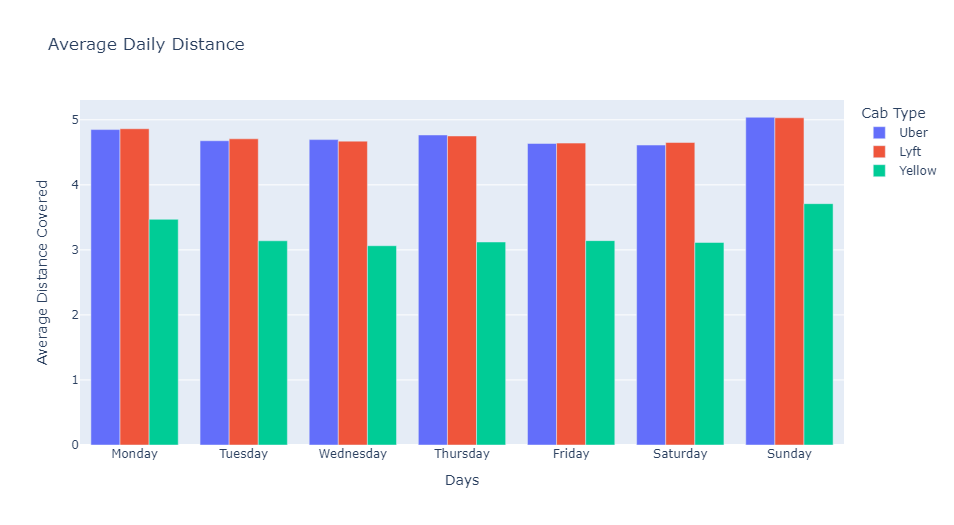 Average Daily Distance
Cab Type
Uber
Lyft
Yellow
Average Distance Covered
5
4
3
2
1
0
Monday Tuesday Wednesday Thursday Friday Saturday Sunday
Days